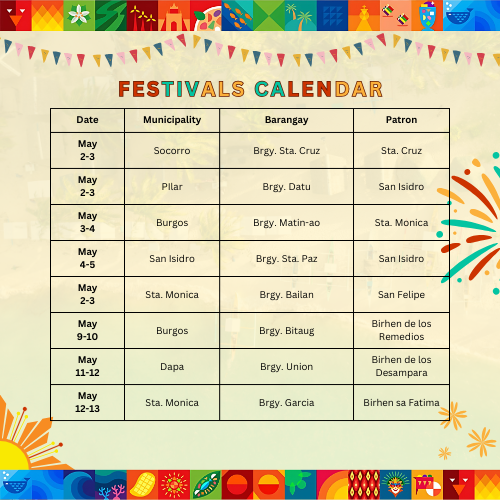 FESTIVALS CALENDAR
Date Municipality Barangay Patron
May
2-3
Socorro Brgy. Sta. Cruz Sta. Cruz
May
2-3
PIlar Brgy. Datu San Isidro
May
3-4
Burgos Brgy. Matin-ao Sta. Monica
May
4-5
San Isidro Brgy. Sta. Paz San Isidro
May
2-3
Sta. Monica Brgy. Bailan San Felipe
May
9-10
Burgos Brgy. Bitaug Birhen de los
Remedios
May
11-12
Dapa Brgy. Union Birhen de los
Desampara
May
12-13
Sta. Monica Brgy. Garcia Birhen sa Fatima